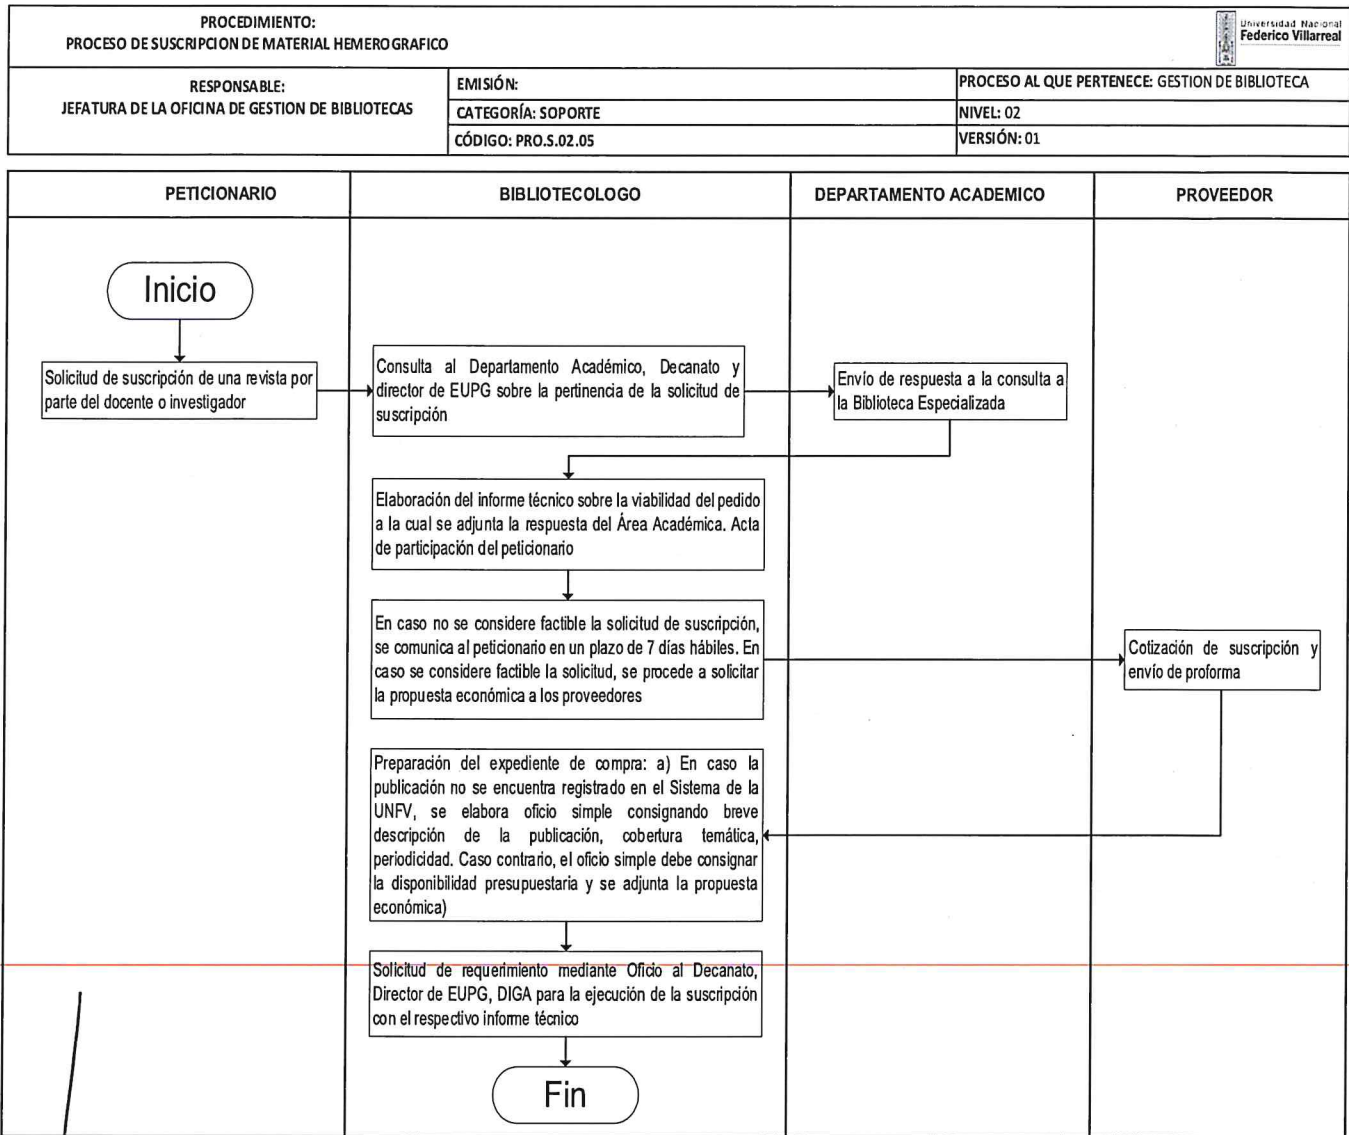 PROCEDIMIENTO:
PROCESO DE SUSCRIPCION DE MATERIAL HEMEROGRAFICO
Universidad Nacional
Federico Villarreal
RESPONSABLE:
JEFATURA DE LA OFICINA DE GESTION DE BIBLIOTECAS
EMISIÓN:
PROCESO AL QUE PERTENECE: GESTION DE BIBLIOTECA
CATEGORÍA: SOPORTE
NIVEL: 02
CÓDIGO: PRO.S.02.05
VERSIÓN: 01
PETICIONARIO
BIBLIOTECOLOGO
DEPARTAMENTO ACADEMICO
PROVEEDOR
Inicio
Solicitud de suscripción de una revista por
parte del docente o investigador
Consulta al Departamento Académico, Decanato y
director de EUPG sobre la pertinencia de la solicitud de
suscripción
Envío de respuesta a la consulta a
la Biblioteca Especializada
Elaboración del informe técnico sobre la viabilidad del pedido
a la cual se adjunta la respuesta del Área Académica. Acta
de participación del peticionario
En caso no se considere factible la solicitud de suscripción,
se comunica al peticionario en un plazo de 7 días hábiles. En
caso se considere factible la solicitud, se procede a solicitar
la propuesta económica a los proveedores
Cotización de suscripción y
envío de proforma
Preparación del expediente de compra: a) En caso la
publicación no se encuentra registrado en el Sistema de la
UNFV, se elabora oficio simple consignando breve
descripción de la publicación, cobertura temática,
periodicidad. Caso contrario, el oficio simple debe consignar
la disponibilidad presupuestaria y se adjunta la propuesta
económica)
Solicitud de requerimiento mediante Oficio al Decanato,
Director de EUPG, DIGA para la ejecución de la suscripción
con el respectivo informe técnico
Fin